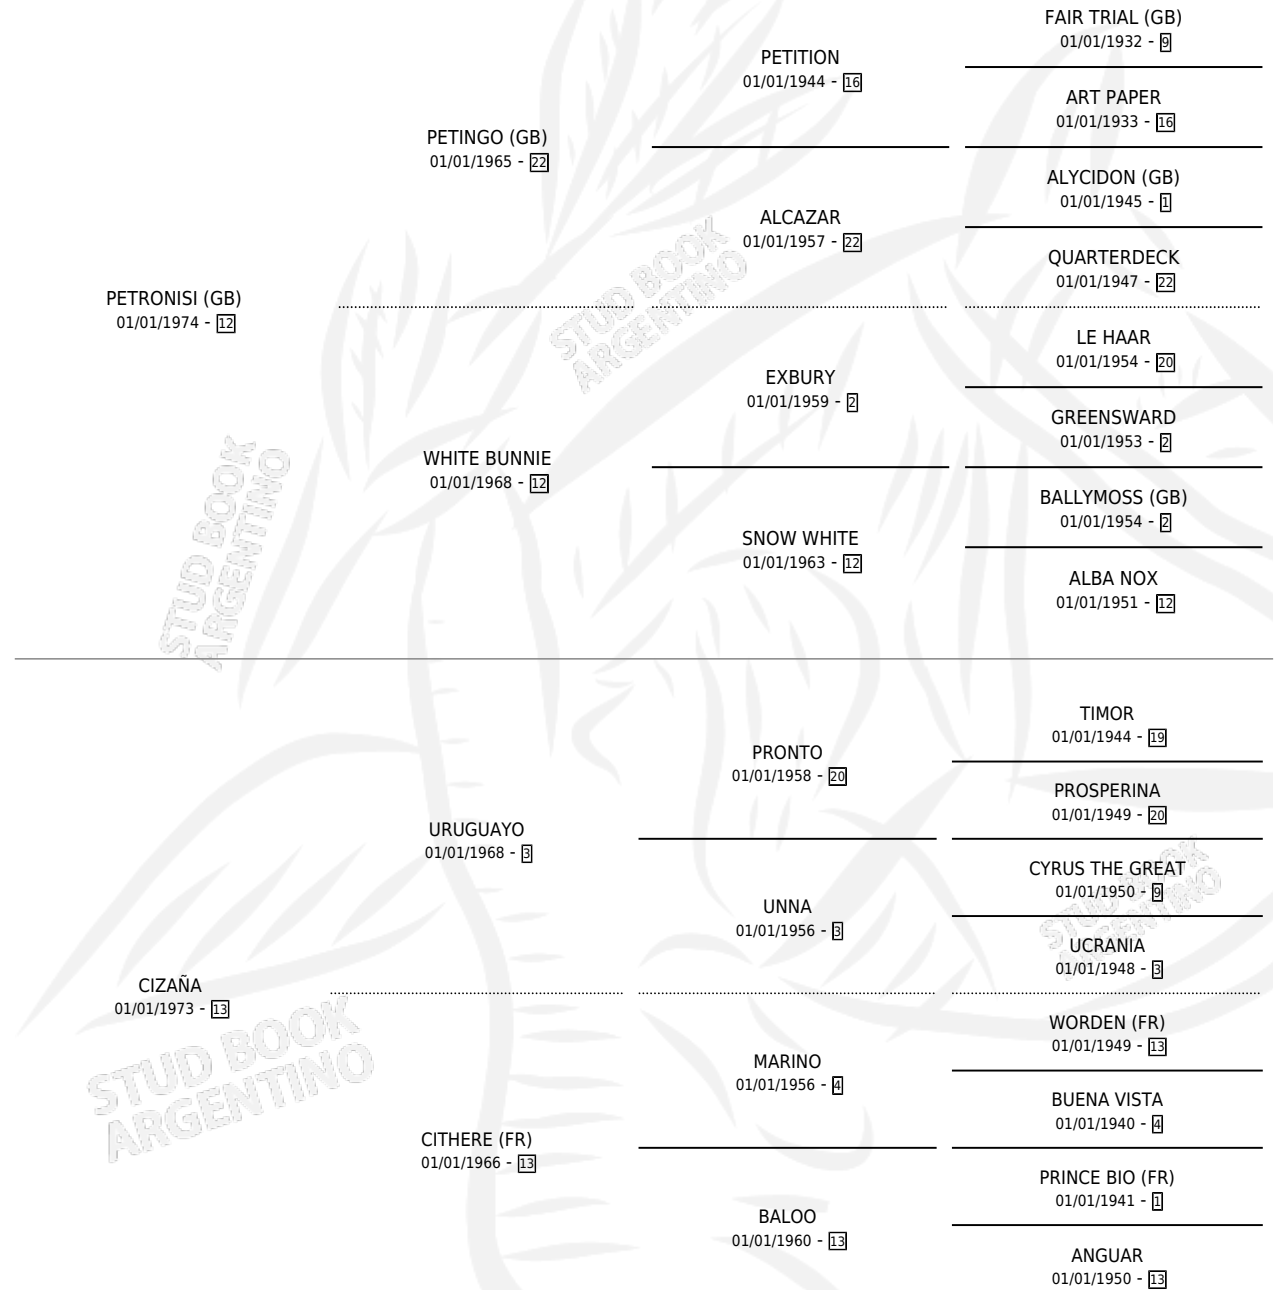 FAIR TRIAL (GB)
01/01/1932 - 9
PETITION
01/01/1944 - 16
ART PAPER
01/01/1933 - 16
PETINGO (GB)
01/01/1965 - 22
ALYCIDON (GB)
01/01/1945 - 1
ALCAZAR
01/01/1957 - 22
QUARTERDECK
01/01/1947 - 22
PETRONISI (GB)
01/01/1974 - 12
LE HAAR
01/01/1954 - 20
EXBURY
01/01/1959 - 2
GREENSWARD
01/01/1953 - 2
WHITE BUNNIE
01/01/1968 - 12
BALLYMOSS (GB)
01/01/1954 - 2
SNOW WHITE
01/01/1963 - 12
ALBA NOX
01/01/1951 - 12
TIMOR
01/01/1944 - 19
PRONTO
01/01/1958 - 20
PROSPERINA
01/01/1949 - 20
URUGUAYO
01/01/1968 - 3
CYRUS THE GREAT
01/01/1950 - 9
UNNA
01/01/1956 - 3
UCRANIA
01/01/1948 - 3
CIZAÑA
01/01/1973 - 13
WORDEN (FR)
01/01/1949 - 13
MARINO
01/01/1956 - 4
BUENA VISTA
01/01/1940 - 4
CITHERE (FR)
01/01/1966 - 13
PRINCE BIO (FR)
01/01/1941 - 1
BALOO
01/01/1960 - 13
ANGUAR
01/01/1950 - 13
STUD BOOK
ARGENTINO
STUD BOOK
ARGENTINO
STUD BOOK
ARGENTINO
STUD BOOK
ARGENTINO